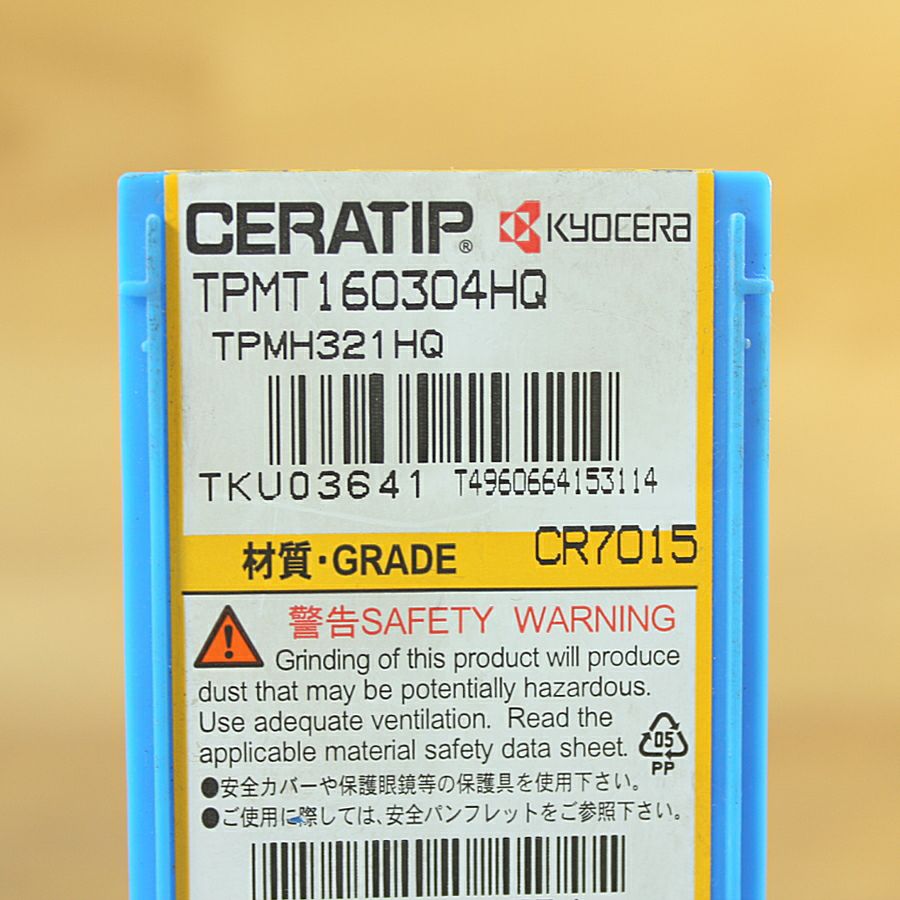 CERATIP® KYOCERA
TPMT160304HQ
TPMH321HQ
TKU03641 T4960664153114
材質・GRADE CR7015
警告SAFETY WARNING
Grinding of this product will produce
dust that may be potentially hazardous.
Use adequate ventilation. Read the
applicable material safety data sheet.
05
PP
●安全カバーや保護眼鏡等の保護具を使用下さい。
●ご使用に際しては、安全パンフレットをご参照下さい。